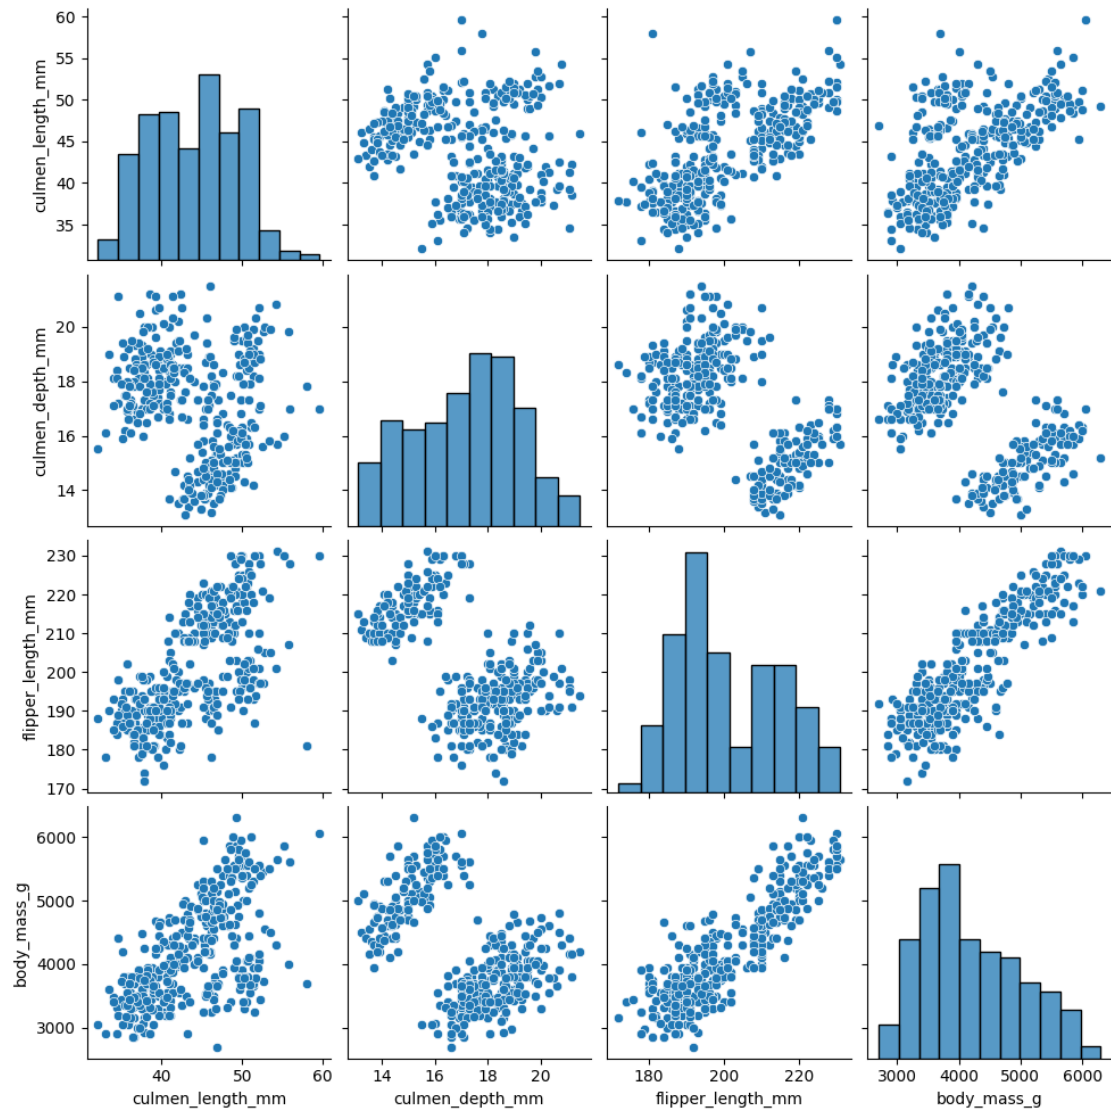 60
55
50
45
40
35
culmen_length_mm
20
18
16
14
culmen_depth_mm
230
220
210
200
190
180
170
flipper_length_mm
6000
5000
4000
3000
body_mass_g
40 50 60
14 16 18 20
180 200 220
3000 4000 5000 6000
culmen_length_mm
culmen_depth_mm
flipper_length_mm
body_mass_g